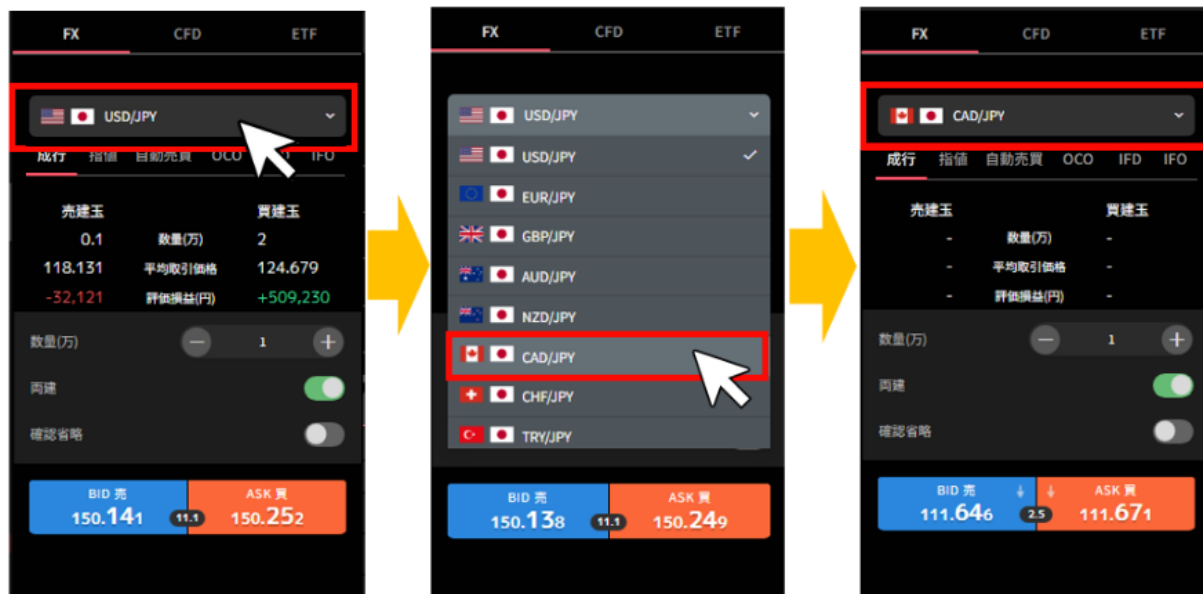 FX CFD ETF
USD/JPY
成行 指値 自動売買 OCO IFO
売建玉 買建玉
0.1 数量(万) 2
118.131 平均取引価格 124.679
-32,121 評価損益(円) +509,230
数量(万) 1
両建
確認省略
BID 売 ASK 買
150.141 11.1 150.252
FX CFD ETF
USD/JPY
USD/JPY
EUR/JPY
GBP/JPY
AUD/JPY
NZD/JPY
CAD/JPY
CHF/JPY
TRY/JPY
BID 売 ASK 買
150.138 11.1 150.249
FX CFD ETF
CAD/JPY
成行 指値 自動売買 OCO IFD IFO
売建玉 買建玉
- 数量(万) -
- 平均取引価格 -
- 評価損益(円) -
数量(万) 1
両建
確認省略
BID 売 ASK 買
111.646 2.5 111.671